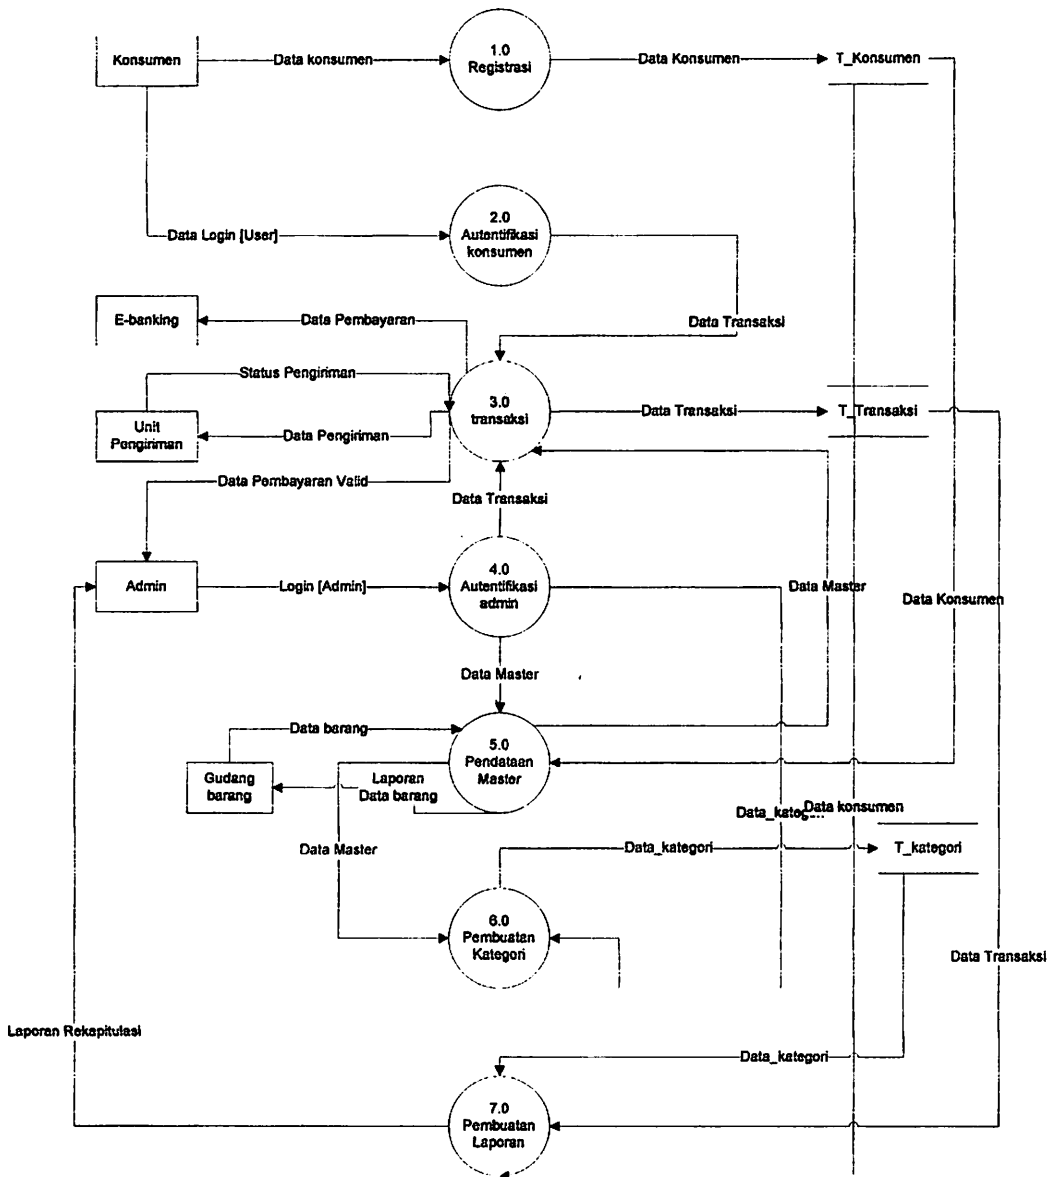 1.0
Konsumen
Data konsumen
Registrasi
Data Konsumen
T_Konsumen
2.0
Autentifikasi
konsumen
Data Login [User]
E-banking
Data Pembayaran
Data Transaksi
Status Pengiriman
3.0
transaksi
Data Transaksi
T_Transaksi
Unit
Pengiriman
Data Pengiriman
Data Pembayaran Valid
Data Transaksi
4.0
Autentifikasi
admin
Admin
Login [Admin]
Data Master
Data Konsumen
Data Master
Data barang
5.0
Pendataan
Master
Gudang
barang
Laporan
Data barang
Data_kategori
Data konsumen
Data Master
Data_kategori
T_kategori
6.0
Pembuatan
Kategori
Data Transaksi
Laporan Rekapitulasi
Data_kategori
7.0
Pembuatan
Laporan